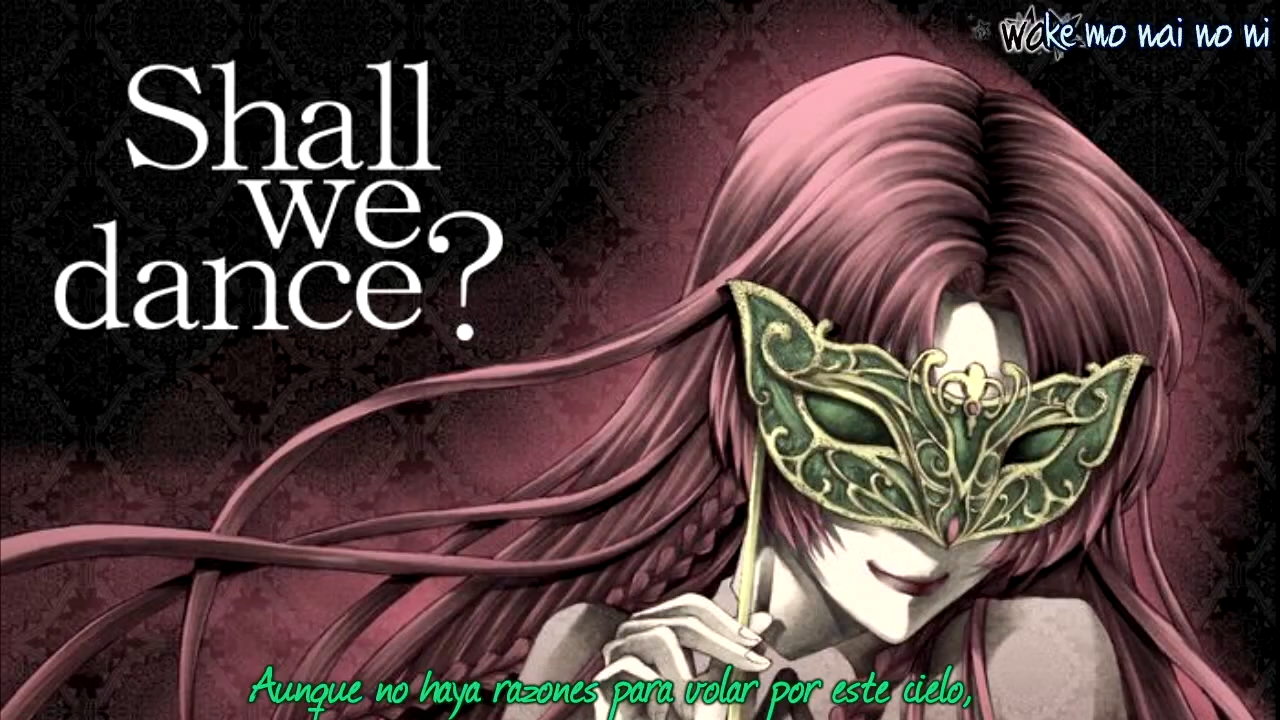 wake mo nai no ni
Shall
we
dance?
Aunque no haya razones para volar por este cielo,